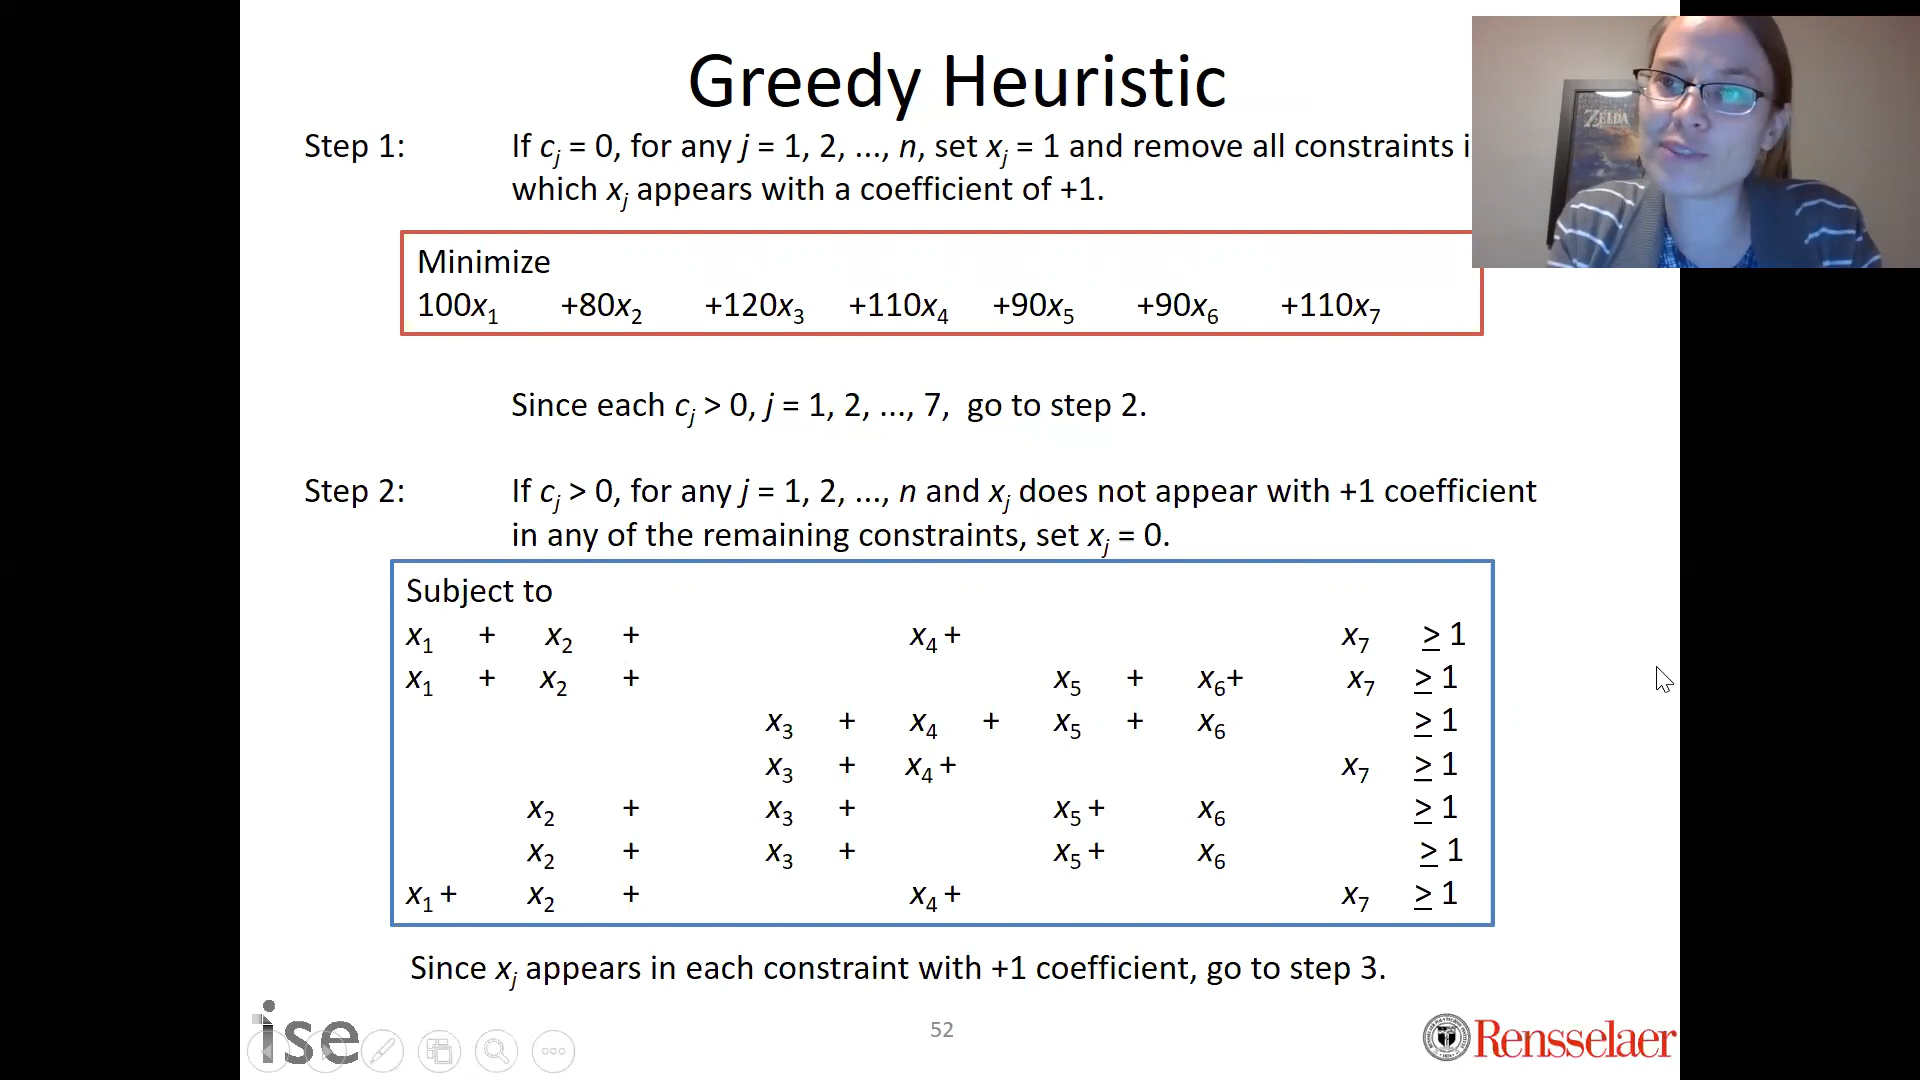 Greedy Heuristic
ZELDA
Step 1: If cj = 0, for any j = 1, 2, ..., n, set xj = 1 and remove all constraints
which xj appears with a coefficient of +1.
Minimize
100x1 +80x2 +120x3 +110x4 +90x5 +90x6 +110x7
Since each cj > 0, j = 1, 2, ..., 7, go to step 2.
Step 2: If cj > 0, for any j = 1, 2, ..., n and xj does not appear with +1 coefficient
in any of the remaining constraints, set xj = 0.
Subject to
x1 + x2 + x4 + x7 ≥ 1
x1 + x2 + x5 + x6+ x7 ≥ 1
x3 + x4 + x5 + x6 ≥ 1
x3 + x4 + x7 ≥ 1
x2 + x3 + x5 + x6 ≥ 1
x2 + x3 + x5 + x6 ≥ 1
x1 + x2 + x4 + x7 ≥ 1
Since xj appears in each constraint with +1 coefficient, go to step 3.
ise
52
Rensselaer